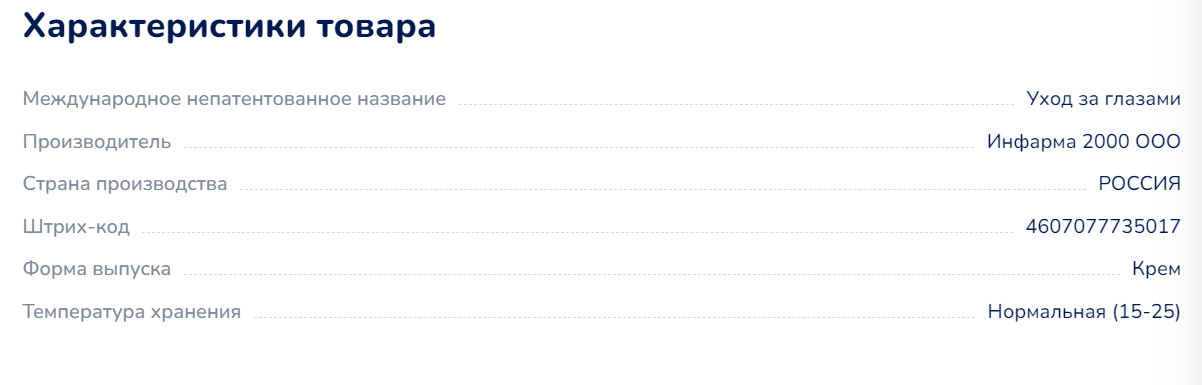 Характеристики товара
Международное непатентованное название Уход за глазами
Производитель Инфарма 2000 ООО
Страна производства РОССИЯ
Штрих-код 4607077735017
Форма выпуска Крем
Температура хранения Нормальная (15-25)